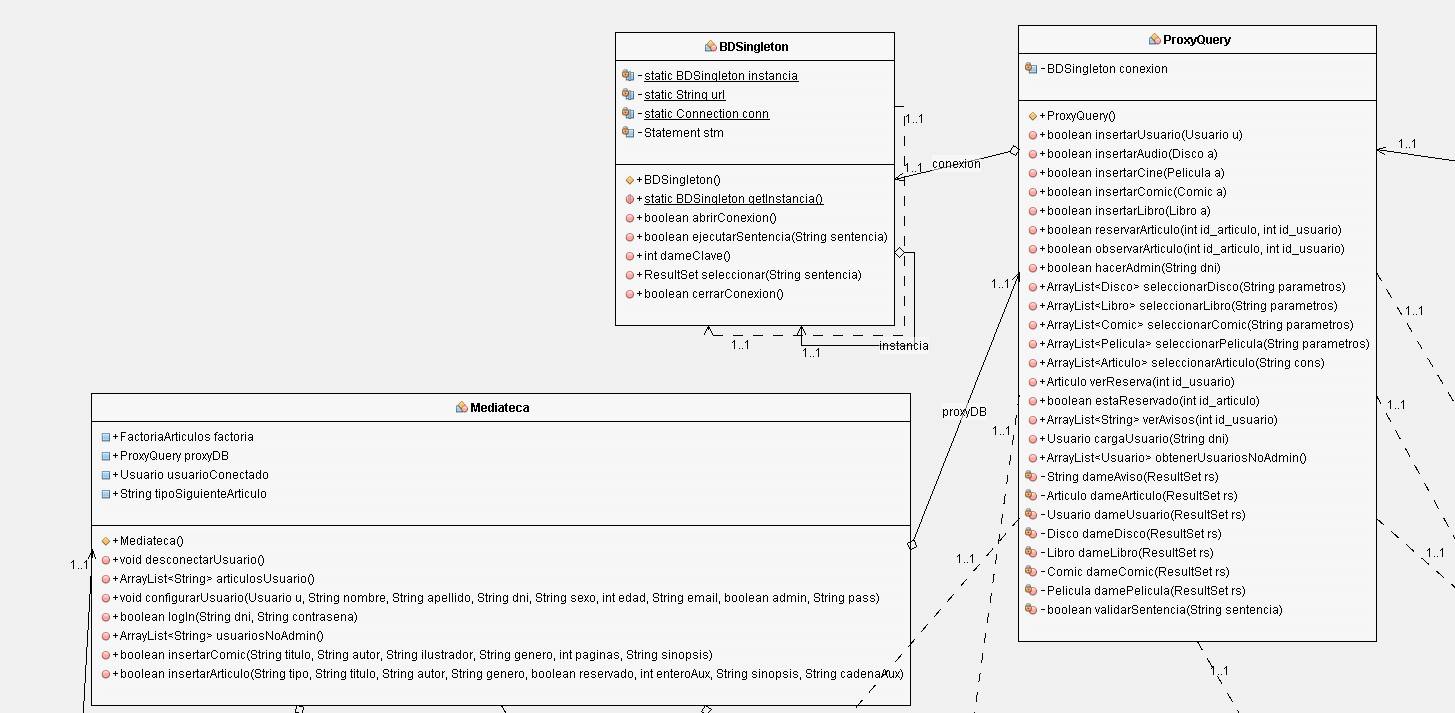 BDSingleton
- static BDSingleton instancia
- static String url
- static Connection conn
- Statement stm
+ BDSingleton()
+ static BDSingleton getInstancia()
+ boolean abrirConexion()
+ boolean ejecutarSentencia(String sentencia)
+ int dameClave()
+ ResultSet seleccionar(String sentencia)
+ boolean cerrarConexion()
1..1
1..1
conexion
1..1
1..1
instancia
ProxyQuery
- BDSingleton conexion
+ ProxyQuery()
+ boolean insertarUsuario(Usuario u)
+ boolean insertarAudio(Disco a)
+ boolean insertarCine(Pelicula a)
+ boolean insertarComic(Comic a)
+ boolean insertarLibro(Libro a)
+ boolean reservarArticulo(int id_articulo, int id_usuario)
+ boolean observarArticulo(int id_articulo, int id_usuario)
+ boolean hacerAdmin(String dni)
+ ArrayList<Disco> seleccionarDisco(String parametros)
+ ArrayList<Libro> seleccionarLibro(String parametros)
+ ArrayList<Comic> seleccionarComic(String parametros)
+ ArrayList<Pelicula> seleccionarPelicula(String parametros)
+ ArrayList<Articulo> seleccionarArticulo(String cons)
+ Articulo verReserva(int id_usuario)
+ boolean estaReservado(int id_articulo)
+ ArrayList<String> verAvisos(int id_usuario)
+ Usuario cargaUsuario(String dni)
+ ArrayList<Usuario> obtenerUsuariosNoAdmin()
- String dameAviso(ResultSet rs)
- Articulo dameArticulo(ResultSet rs)
- Usuario dameUsuario(ResultSet rs)
- Disco dameDisco(ResultSet rs)
- Libro dameLibro(ResultSet rs)
- Comic dameComic(ResultSet rs)
- Pelicula damePelicula(ResultSet rs)
- boolean validarSentencia(String sentencia)
1..1
1..1
1..1
1..1
1..1
1..1
1..1
1..1
proxyDB
Mediateca
+ FactoriaArticulos factoria
+ ProxyQuery proxyDB
+ Usuario usuarioConectado
+ String tipoSiguienteArticulo
+ Mediateca()
+ void desconectarUsuario()
+ ArrayList<String> articulosUsuario()
+ void configurarUsuario(Usuario u, String nombre, String apellido, String dni, String sexo, int edad, String email, boolean admin, String pass)
+ boolean logIn(String dni, String contrasena)
+ ArrayList<String> usuariosNoAdmin()
+ boolean insertarComic(String titulo, String autor, String ilustrador, String genero, int paginas, String sinopsis)
+ boolean insertarArticulo(String tipo, String titulo, String autor, String genero, boolean reservado, int enteroAux, String sinopsis, String cadenaAux)
1..1